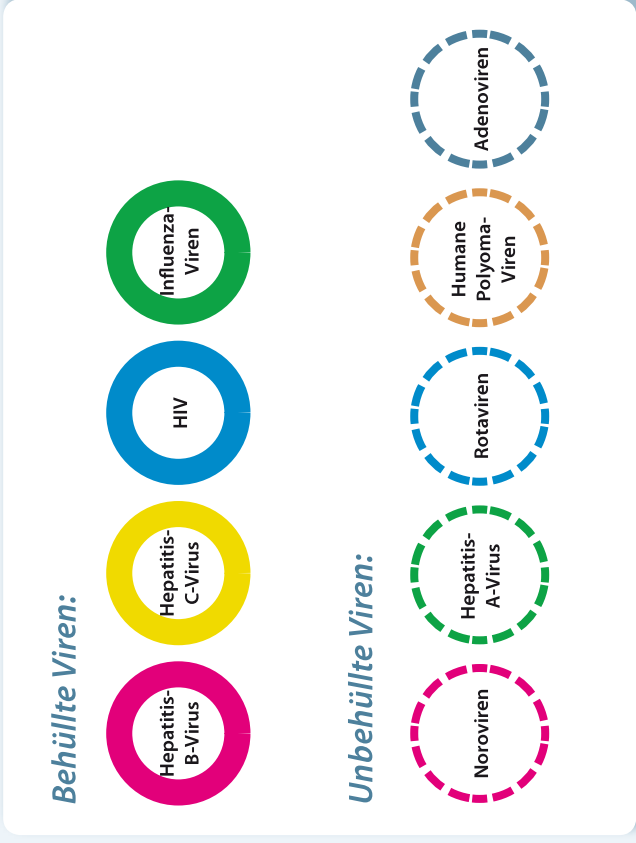 Behüllte Viren:
Hepatitis-
B-Virus
Hepatitis-
C-Virus
HIV
Influenza-
Viren
Unbehüllte Viren:
Noroviren
Hepatitis-
A-Virus
Rotaviren
Humane
Polyoma-
Viren
Adenoviren